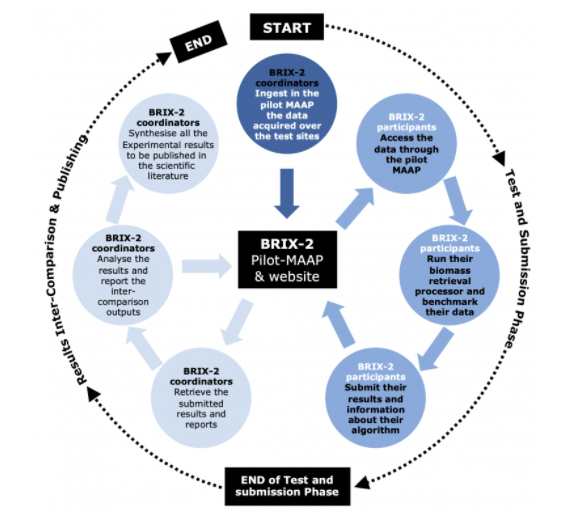 START
END
BRIX-2
coordinators
Ingest in the
pilot MAAP
the data
acquired over
the test sites
BRIX-2
participants
Access the
data through
the pilot
MAAP
Test and Submission Phase
BRIX-2
participants
Run their
biomass
retrieval
processor and
benchmark
their data
BRIX-2
participants
Submit their
results and
information
about their
algorithm
END of Test and
submission Phase
BRIX-2
Pilot-MAAP
& website
BRIX-2
coordinators
Retrieve the
submitted
results and
reports
BRIX-2
coordinators
Analyse the
results and
report the
inter-
comparison
outputs
BRIX-2
coordinators
Synthesise all the
Experimental results
to be published in
the scientific
literature
Results Inter-Comparison & Publishing